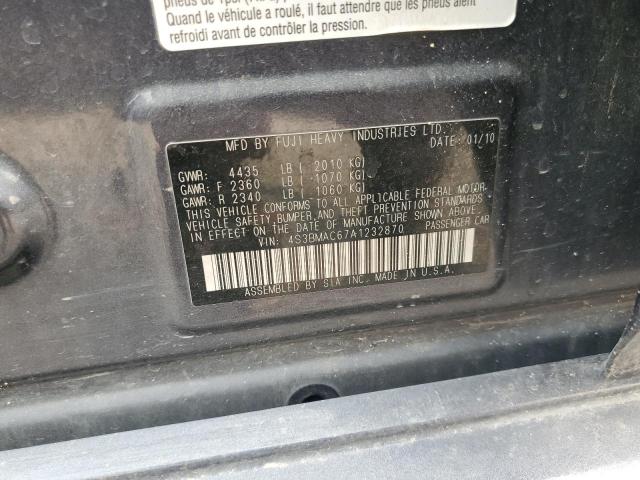 pneus de 1psi
Quand le véhicule a roulé, il faut attendre que les pneus aient
refroidi avant de contrôler la pression.
MFD BY FUJI HEAVY INDUSTRIES LTD.
DATE: 01/10
GVWR: 4435 LB ( 2010 KG)
GAWR: F 2360 LB ( 1070 KG)
GAWR: R 2340 LB ( 1060 KG)
THIS VEHICLE CONFORMS TO ALL APPLICABLE FEDERAL MOTOR
VEHICLE SAFETY, BUMPER, AND THEFT PREVENTION STANDARDS
IN EFFECT ON THE DATE OF MANUFACTURE SHOWN ABOVE.
VIN: 4S3BMAC67A1232870 PASSENGER CAR
ASSEMBLED BY SIA INC. MADE IN U.S.A.